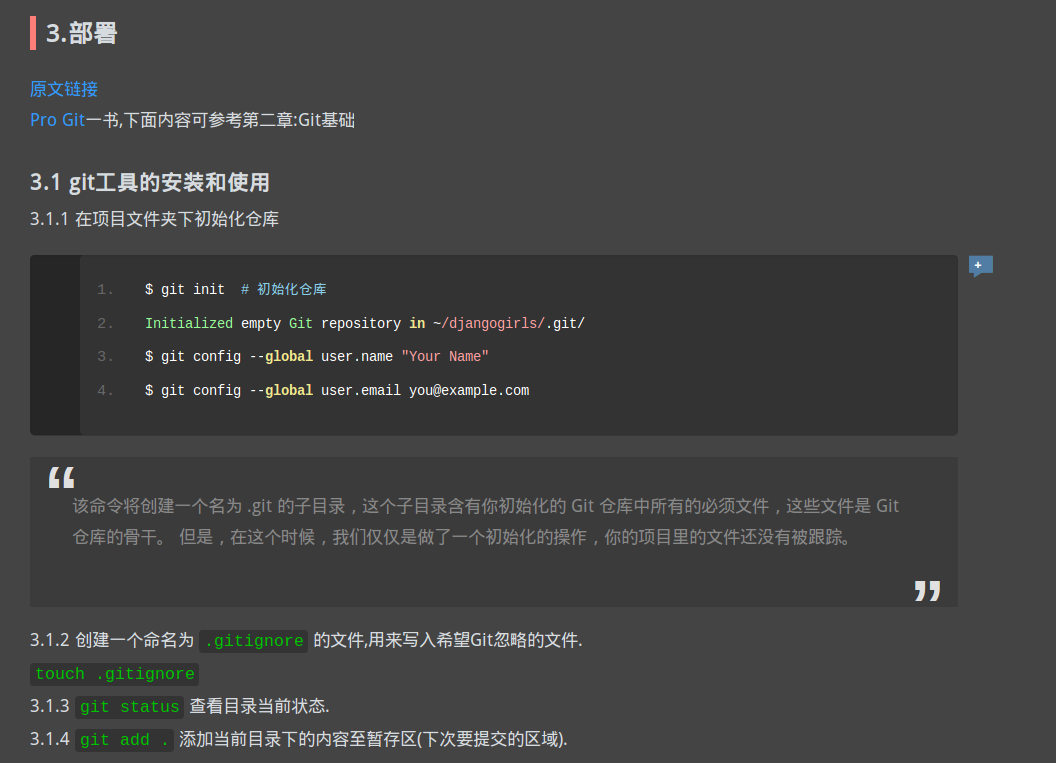 3.部署
原文链接
Pro Git一书,下面内容可参考第二章:Git基础
3.1 git工具的安装和使用
3.1.1 在项目文件夹下初始化仓库
1. $ git init  # 初始化仓库
2. Initialized empty Git repository in ~/djangogirls/.git/
3. $ git config --global user.name "Your Name"
4. $ git config --global user.email you@example.com
+
“
该命令将创建一个名为 .git 的子目录，这个子目录含有你初始化的 Git 仓库中所有的必须文件，这些文件是 Git
仓库的骨干。 但是，在这个时候，我们仅仅是做了一个初始化的操作，你的项目里的文件还没有被跟踪。
”
3.1.2 创建一个命名为 .gitignore 的文件,用来写入希望Git忽略的文件.
touch .gitignore
3.1.3 git status 查看目录当前状态.
3.1.4 git add . 添加当前目录下的内容至暂存区(下次要提交的区域).